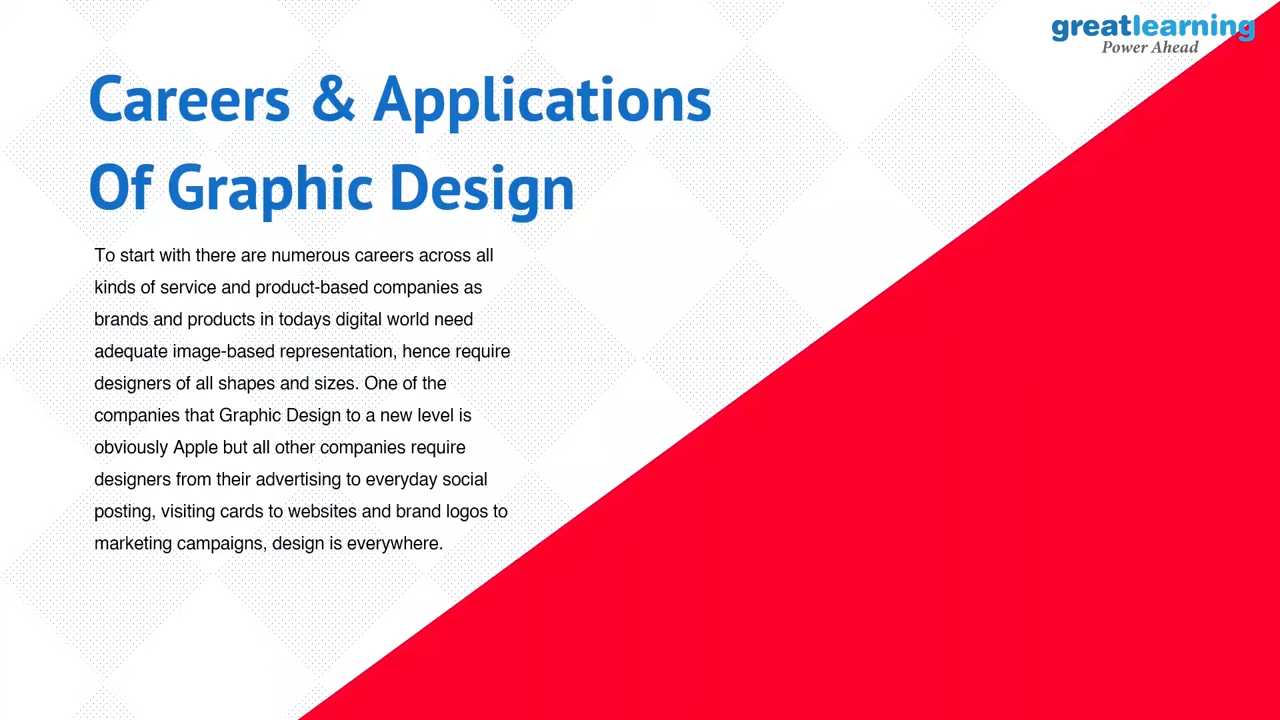 greatlearning
Power Ahead
Careers & Applications
Of Graphic Design
To start with there are numerous careers across all
kinds of service and product-based companies as
brands and products in todays digital world need
adequate image-based representation, hence require
designers of all shapes and sizes. One of the
companies that Graphic Design to a new level is
obviously Apple but all other companies require
designers from their advertising to everyday social
posting, visiting cards to websites and brand logos to
marketing campaigns, design is everywhere.